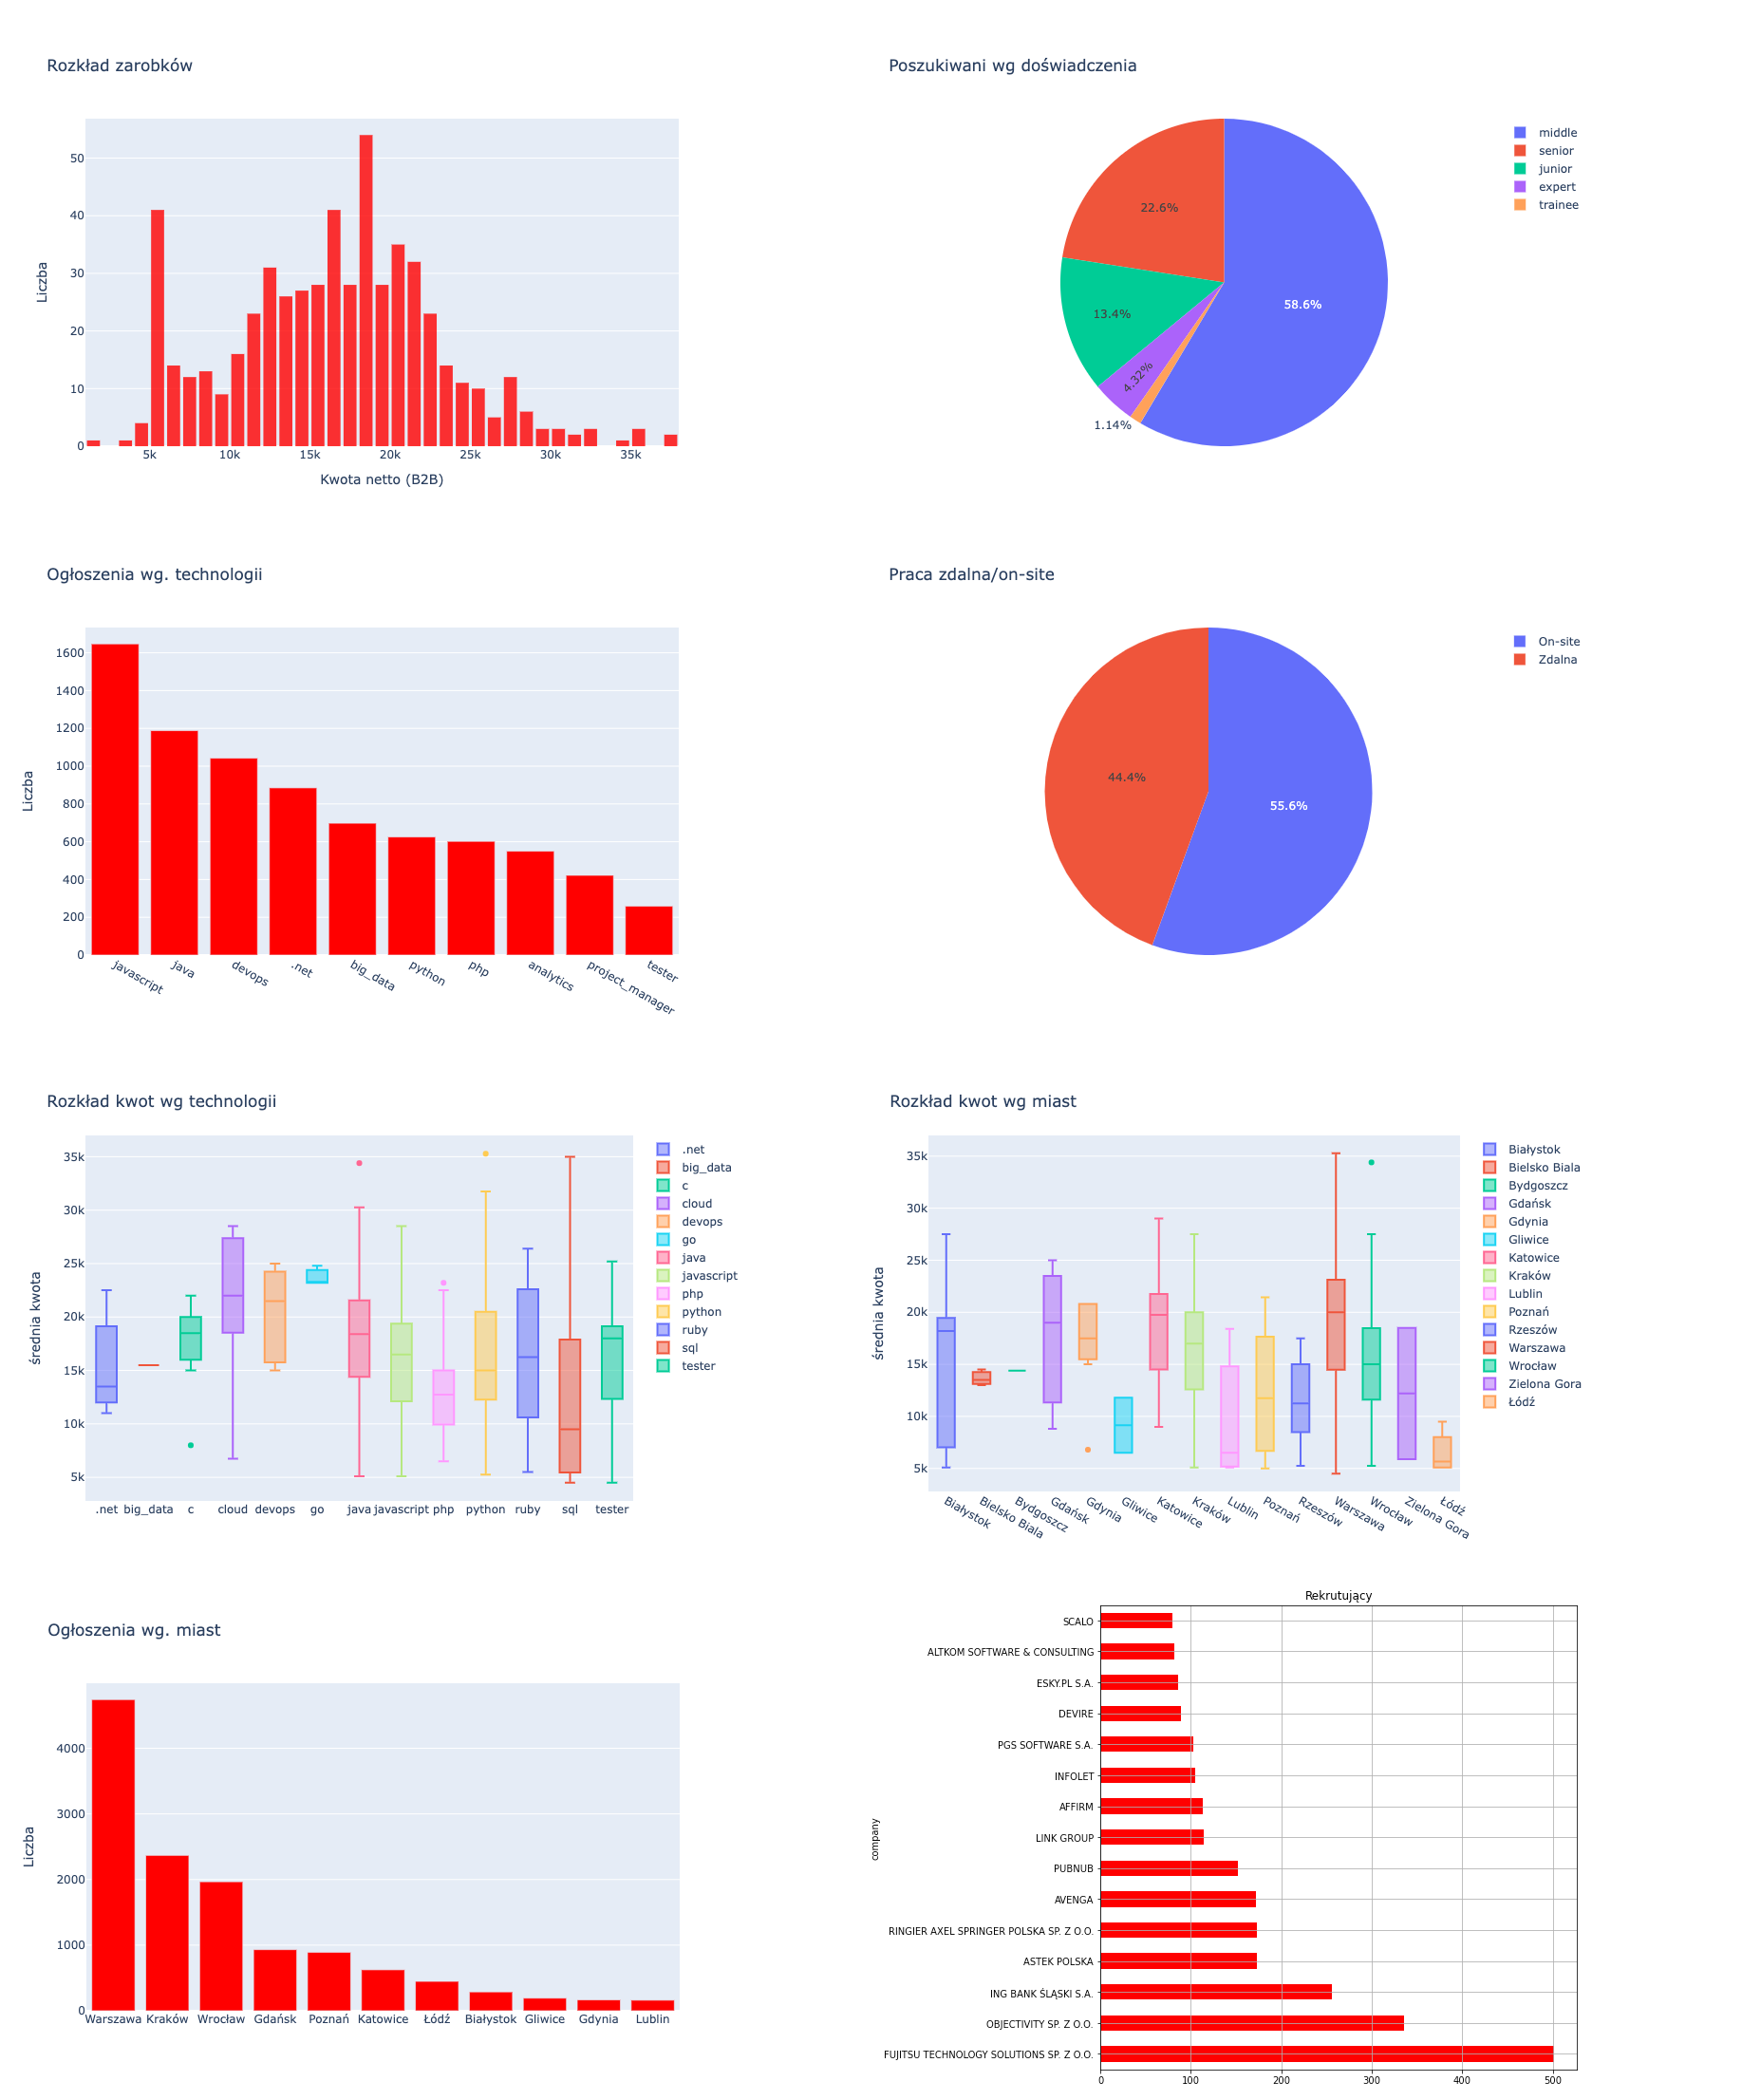 Rozkład zarobków
50
40
30
20
10
0
Liczba
5k 10k 15k 20k 25k 30k 35k
Kwota netto (B2B)
Poszukiwani wg doświadczenia
22.6%
58.6%
13.4%
4.32%
1.14%
middle
senior
junior
expert
trainee
Ogłoszenia wg. technologii
1600
1400
1200
1000
800
600
400
200
0
Liczba
javascript java devops .net big_data python php analytics project_manager tester
Praca zdalna/on-site
44.4%
55.6%
On-site
Zdalna
Rozkład kwot wg technologii
35k
30k
25k
20k
15k
10k
5k
średnia kwota
.net big_data c cloud devops go java javascript php python ruby sql tester
.net
big_data
c
cloud
devops
go
java
javascript
php
python
ruby
sql
tester
Rozkład kwot wg miast
35k
30k
25k
20k
15k
10k
5k
średnia kwota
Białystok Bielsko Biala Bydgoszcz Gdańsk Gdynia Gliwice Katowice Kraków Lublin Poznań Rzeszów Warszawa Wrocław Zielona Gora Łódź
Białystok
Bielsko Biala
Bydgoszcz
Gdańsk
Gdynia
Gliwice
Katowice
Kraków
Lublin
Poznań
Rzeszów
Warszawa
Wrocław
Zielona Gora
Łódź
Ogłoszenia wg. miast
4000
3000
2000
1000
0
Liczba
Warszawa Kraków Wrocław Gdańsk Poznań Katowice Łódź Białystok Gliwice Gdynia Lublin
Rekrutujący
SCALO
ALTKOM SOFTWARE & CONSULTING
ESKY.PL S.A.
DEVIRE
PGS SOFTWARE S.A.
INFOLET
AFFIRM
LINK GROUP
PUBNUB
AVENGA
RINGIER AXEL SPRINGER POLSKA SP. Z O.O.
ASTEK POLSKA
ING BANK ŚLĄSKI S.A.
OBJECTIVITY SP. Z O.O.
FUJITSU TECHNOLOGY SOLUTIONS SP. Z O.O.
company
0 100 200 300 400 500